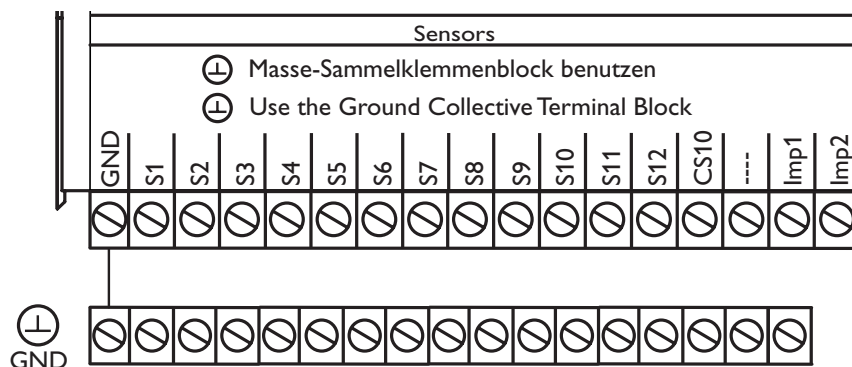 Sensors
Masse-Sammelklemmenblock benutzen
Use the Ground Collective Terminal Block
GND S1 S2 S3 S4 S5 S6 S7 S8 S9 S10 S11 S12 CS10 ---- Imp1 Imp2
GND